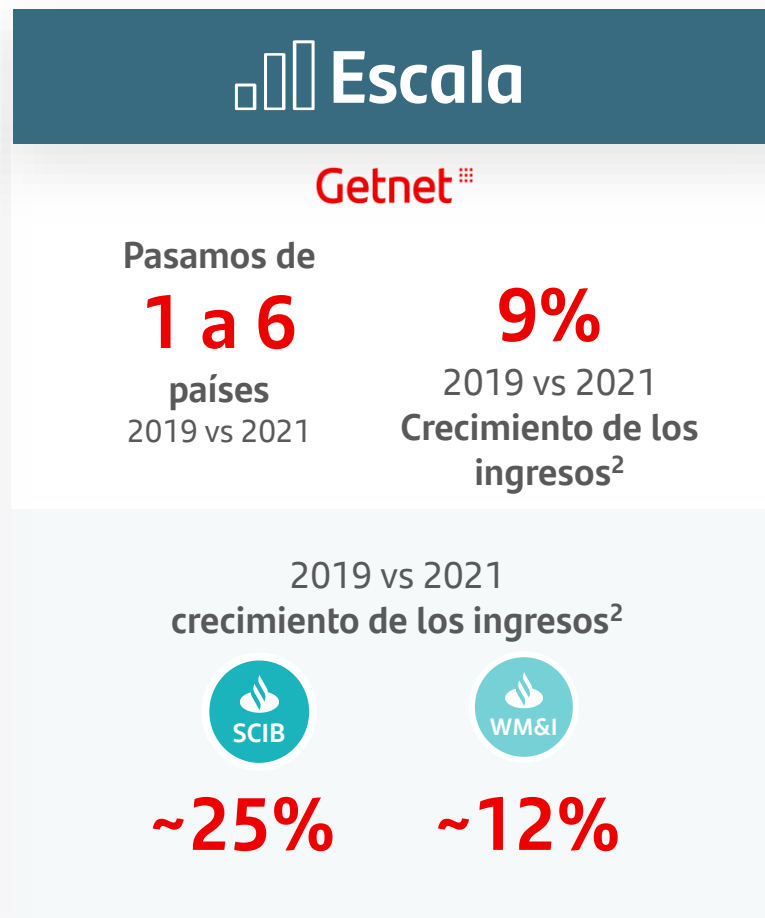 Escala
Getnet
Pasamos de
1 a 6
países
2019 vs 2021
9%
2019 vs 2021
Crecimiento de los
ingresos²
2019 vs 2021
crecimiento de los ingresos²
SCIB
~25%
WM&I
~12%